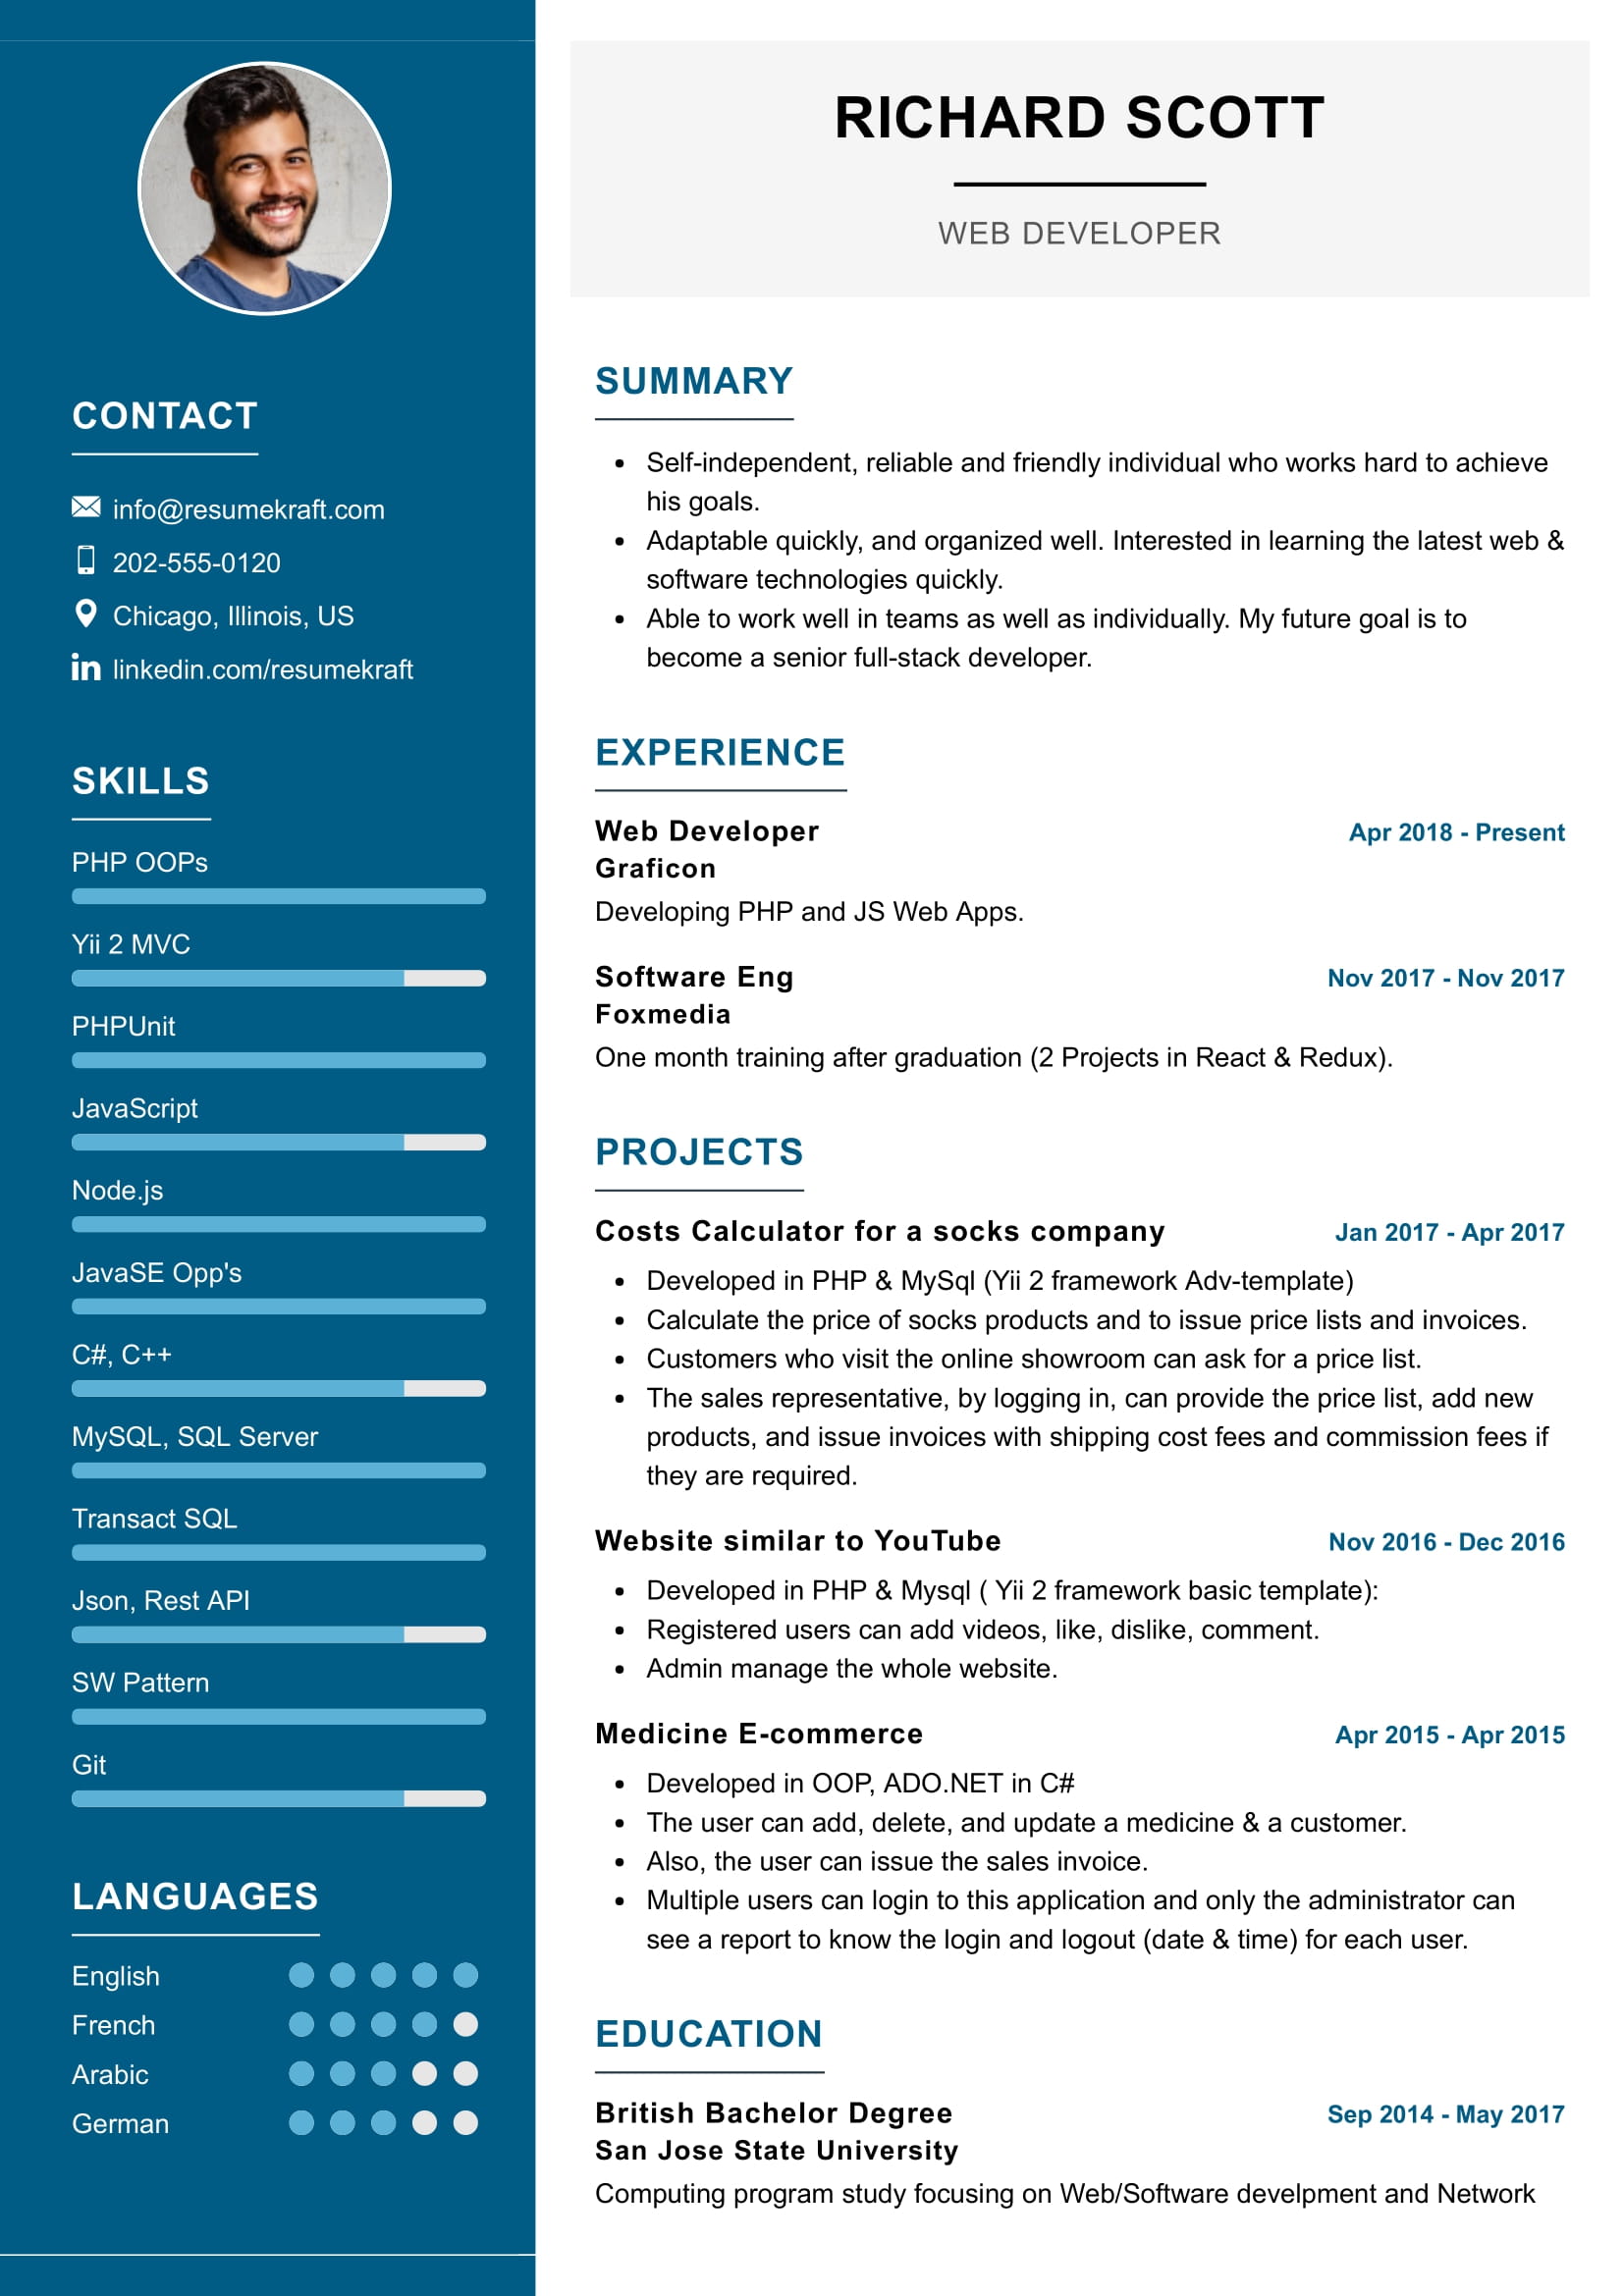 RICHARD SCOTT
WEB DEVELOPER
CONTACT
info@resumekraft.com
202-555-0120
Chicago, Illinois, US
in linkedin.com/resumekraft
SKILLS
PHP OOPs
Yii 2 MVC
PHPUnit
JavaScript
Node.js
JavaSE Opp's
C#, C++
MySQL, SQL Server
Transact SQL
Json, Rest API
SW Pattern
Git
LANGUAGES
English
French
Arabic
German
SUMMARY
• Self-independent, reliable and friendly individual who works hard to achieve
his goals.
• Adaptable quickly, and organized well. Interested in learning the latest web &
software technologies quickly.
• Able to work well in teams as well as individually. My future goal is to
become a senior full-stack developer.
EXPERIENCE
Web Developer Apr 2018 - Present
Graficon
Developing PHP and JS Web Apps.
Software Eng Nov 2017 - Nov 2017
Foxmedia
One month training after graduation (2 Projects in React & Redux).
PROJECTS
Costs Calculator for a socks company Jan 2017 - Apr 2017
• Developed in PHP & MySql (Yii 2 framework Adv-template)
• Calculate the price of socks products and to issue price lists and invoices.
• Customers who visit the online showroom can ask for a price list.
• The sales representative, by logging in, can provide the price list, add new
products, and issue invoices with shipping cost fees and commission fees if
they are required.
Website similar to YouTube Nov 2016 - Dec 2016
• Developed in PHP & Mysql ( Yii 2 framework basic template):
• Registered users can add videos, like, dislike, comment.
• Admin manage the whole website.
Medicine E-commerce Apr 2015 - Apr 2015
• Developed in OOP, ADO.NET in C#
• The user can add, delete, and update a medicine & a customer.
• Also, the user can issue the sales invoice.
• Multiple users can login to this application and only the administrator can
see a report to know the login and logout (date & time) for each user.
EDUCATION
British Bachelor Degree Sep 2014 - May 2017
San Jose State University
Computing program study focusing on Web/Software develpment and Network